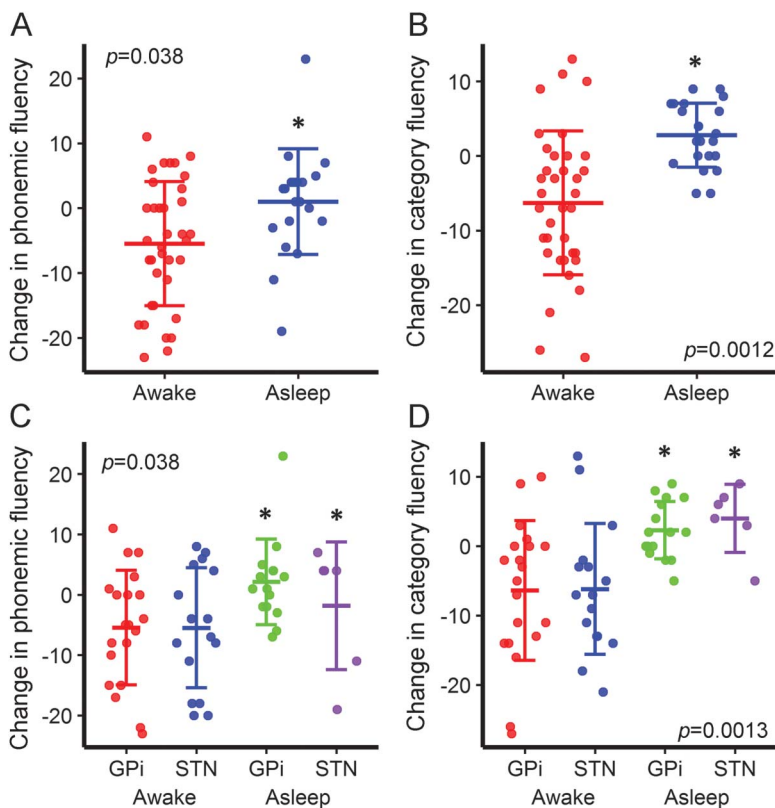 A
p=0.038
*
Change in phonemic fluency
20
10
0
-10
-20
Awake Asleep
B
*
Change in category fluency
10
0
-10
-20
p=0.0012
Awake Asleep
C
p=0.038
* *
Change in phonemic fluency
20
10
0
-10
-20
GPi STN GPi STN
Awake Asleep
D
* *
Change in category fluency
10
0
-10
-20
p=0.0013
GPi STN GPi STN
Awake Asleep